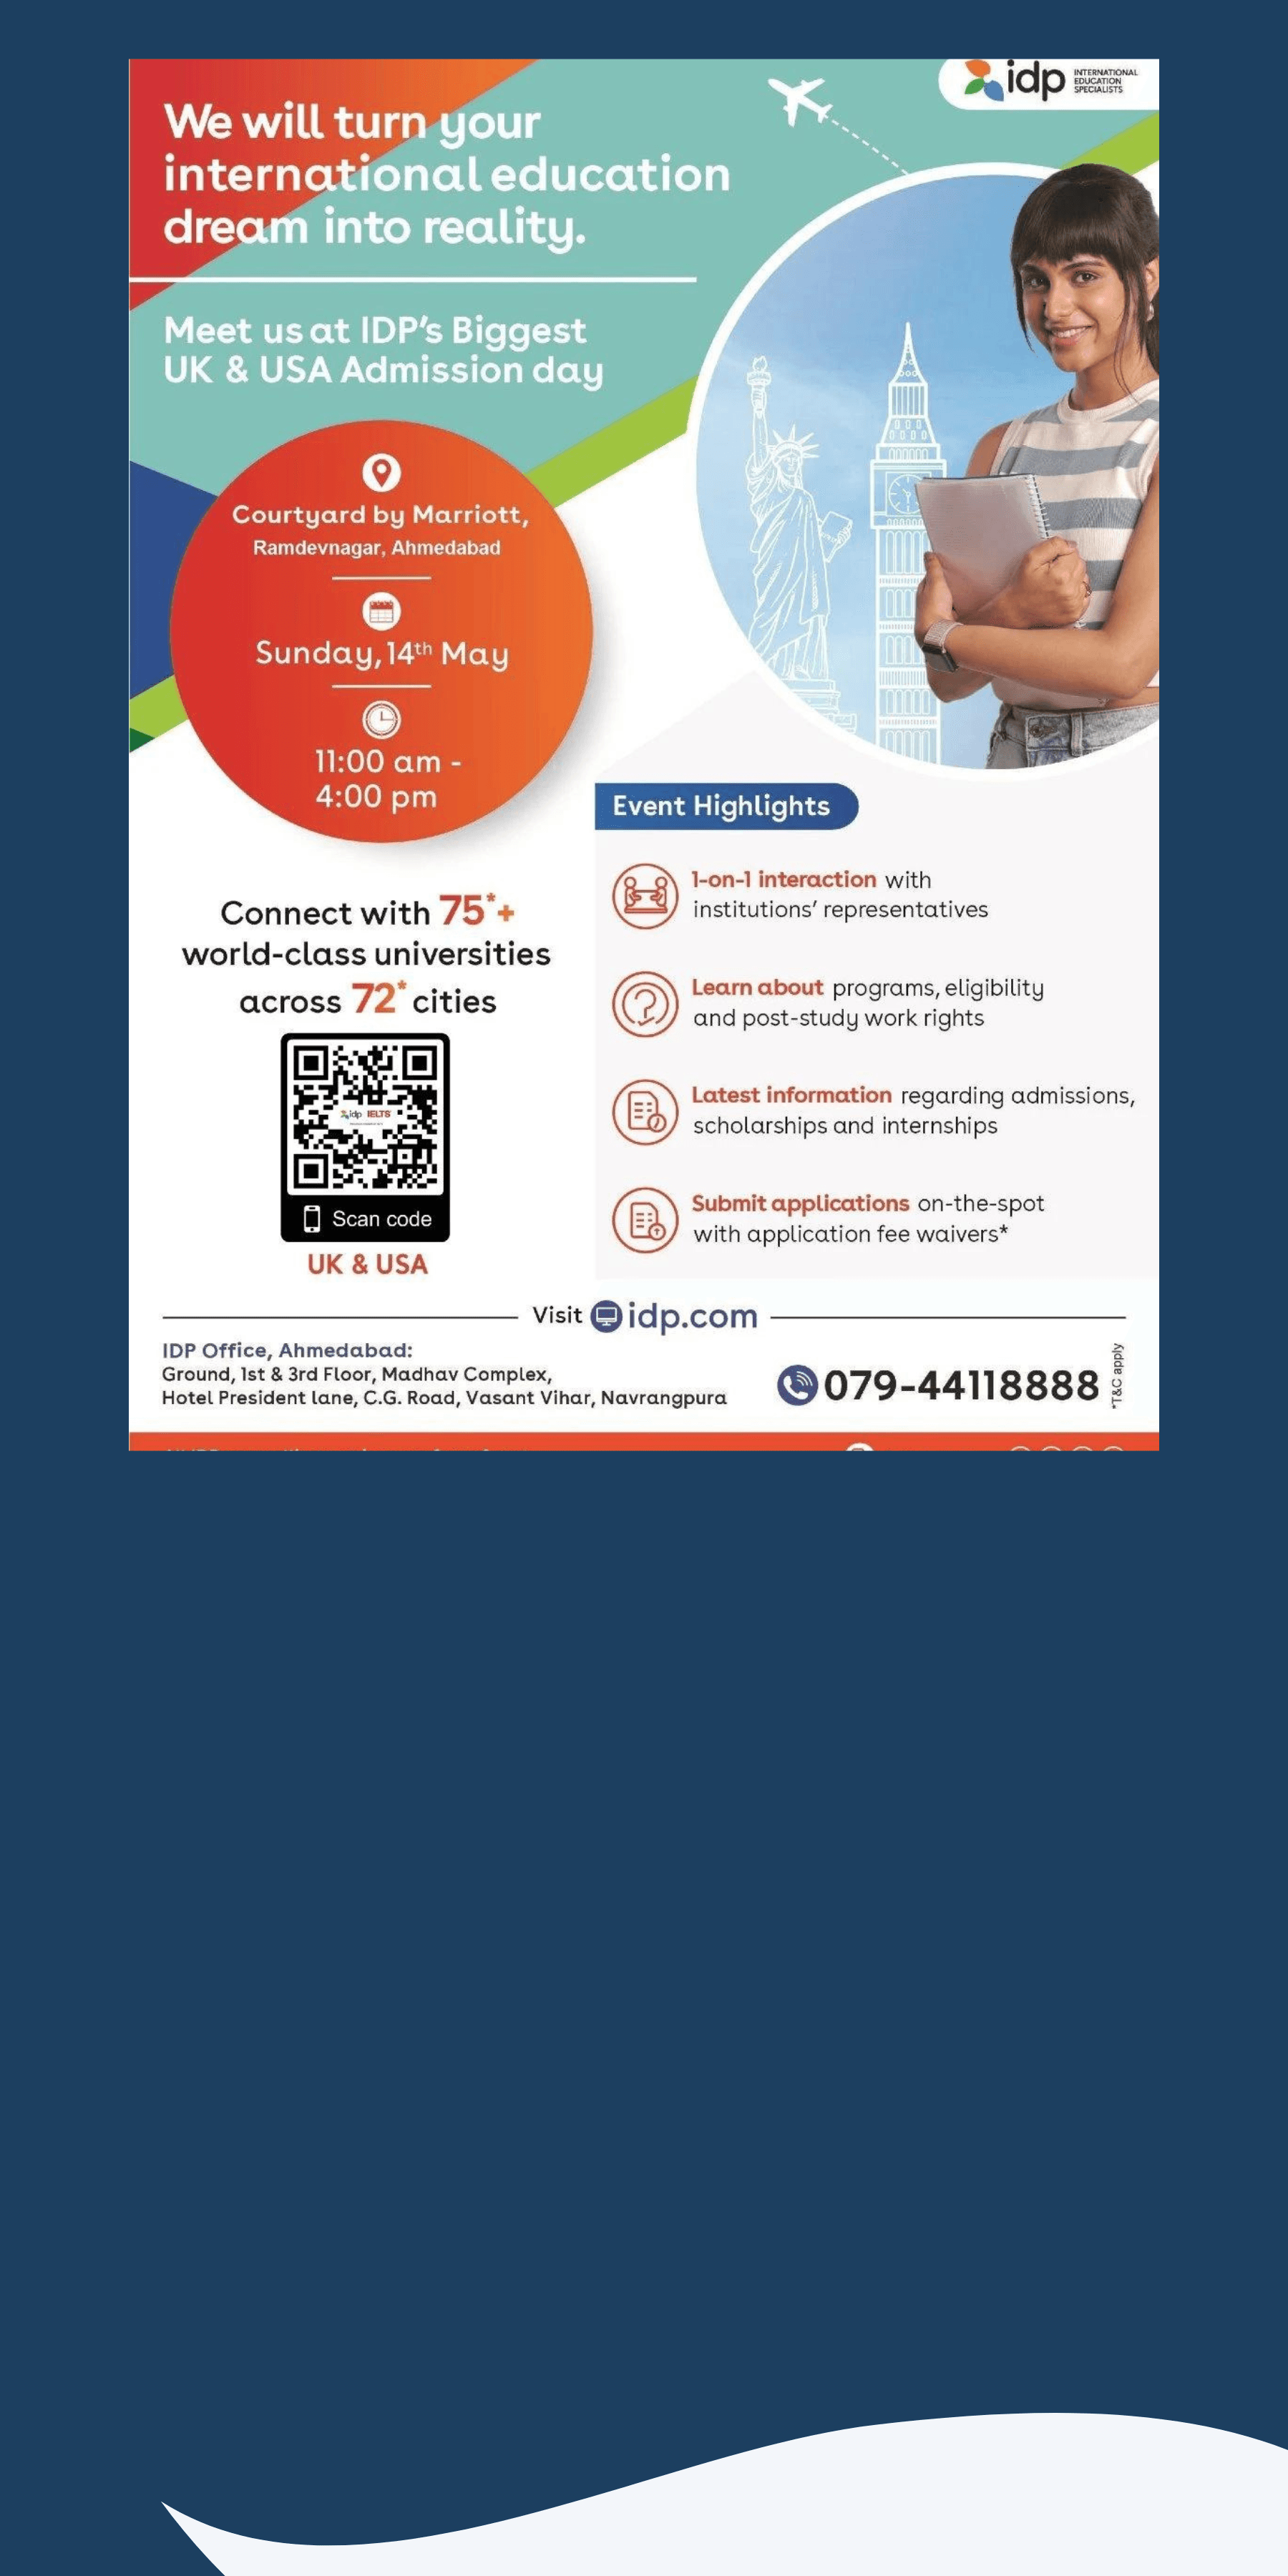 idp INTERNATIONAL
EDUCATION
SPECIALISTS
We will turn your
international education
dream into reality.
Meet us at IDP's Biggest
UK & USA Admission day
Courtyard by Marriott,
Ramdevnagar, Ahmedabad
Sunday, 14th May
11:00 am -
4:00 pm
Connect with 75*+
world-class universities
across 72* cities
idp IELTS
Scan code
UK & USA
Event Highlights
1-on-1 interaction with
institutions' representatives
Learn about programs, eligibility
and post-study work rights
Latest information regarding admissions,
scholarships and internships
Submit applications on-the-spot
with application fee waivers*
Visit idp.com
IDP Office, Ahmedabad:
Ground, 1st & 3rd Floor, Madhav Complex,
Hotel President lane, C.G. Road, Vasant Vihar, Navrangpura
079-44118888
*T&C apply